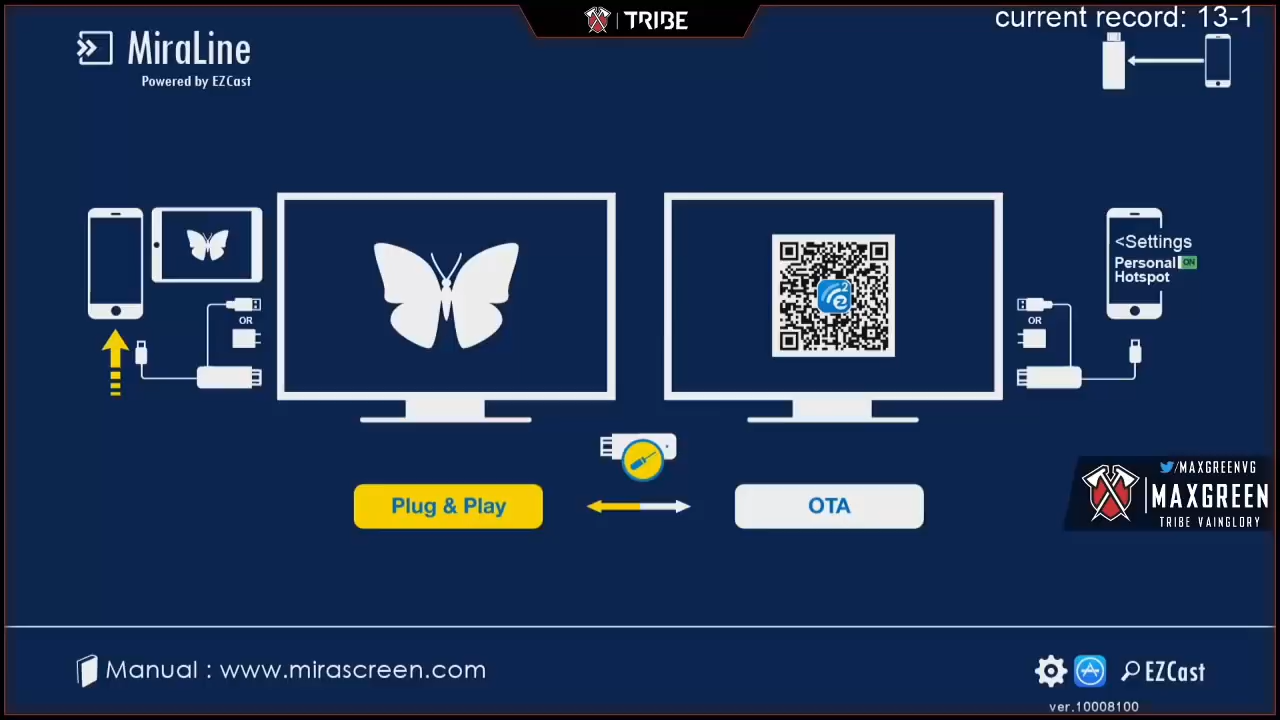 TRIBE
current record: 13-1
MiraLine
Powered by EZCast
<Settings
Personal ON
Hotspot
OR
OR
2
/MAXGREENVG
MAXGREEN
TRIBE VAINGLORY
Plug & Play
OTA
Manual : www.mirascreen.com
EZCast
ver.10008100